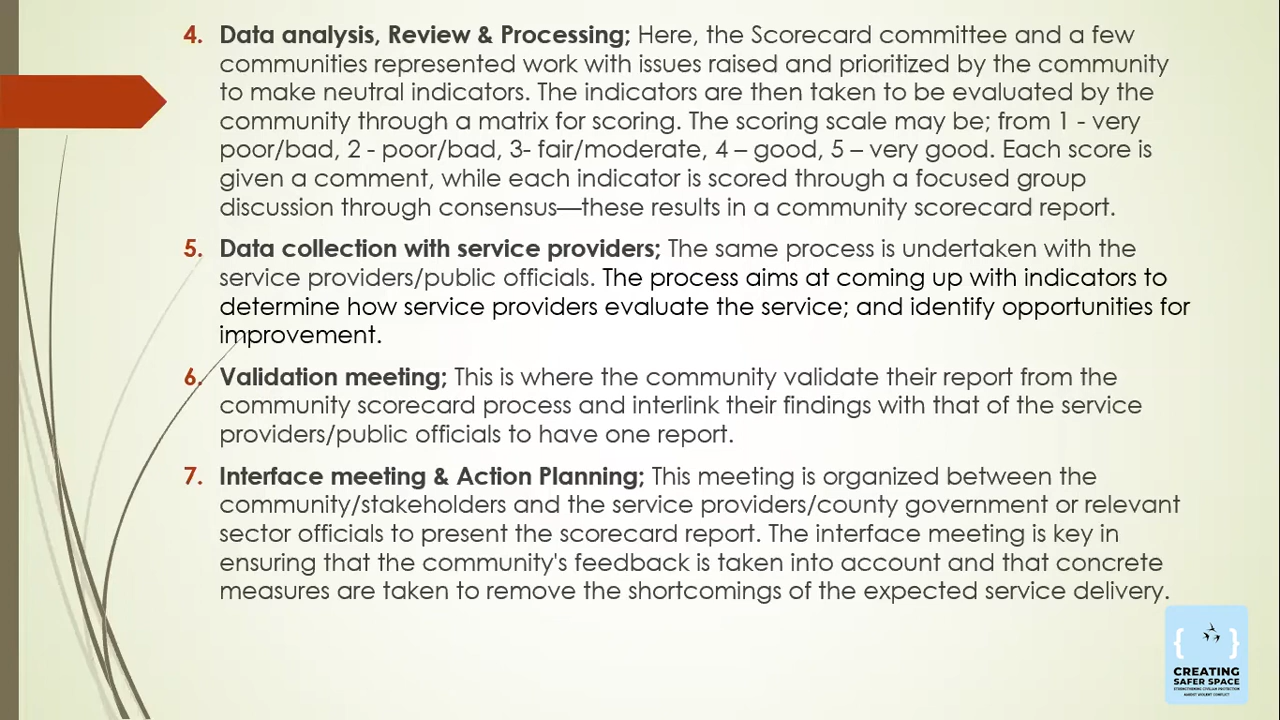 4. Data analysis, Review & Processing; Here, the Scorecard committee and a few
communities represented work with issues raised and prioritized by the community
to make neutral indicators. The indicators are then taken to be evaluated by the
community through a matrix for scoring. The scoring scale may be; from 1 - very
poor/bad, 2 - poor/bad, 3- fair/moderate, 4 – good, 5 – very good. Each score is
given a comment, while each indicator is scored through a focused group
discussion through consensus—these results in a community scorecard report.
5. Data collection with service providers; The same process is undertaken with the
service providers/public officials. The process aims at coming up with indicators to
determine how service providers evaluate the service; and identify opportunities for
improvement.
6. Validation meeting; This is where the community validate their report from the
community scorecard process and interlink their findings with that of the service
providers/public officials to have one report.
7. Interface meeting & Action Planning; This meeting is organized between the
community/stakeholders and the service providers/county government or relevant
sector officials to present the scorecard report. The interface meeting is key in
ensuring that the community's feedback is taken into account and that concrete
measures are taken to remove the shortcomings of the expected service delivery.
{ }
CREATING
SAFER SPACE
STRENGTHENING CIVILIAN PROTECTION
AMIDST VIOLENT CONFLICT